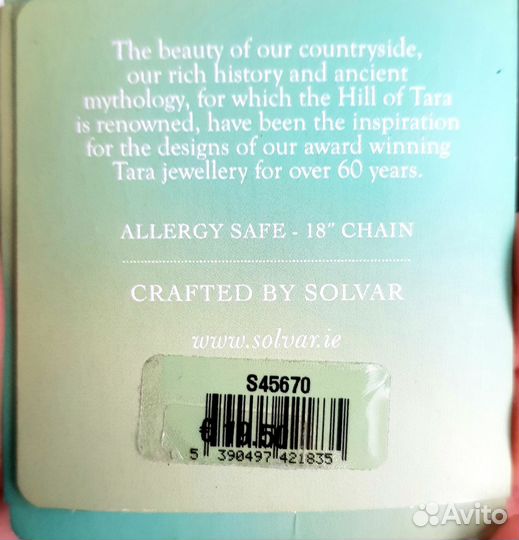 The beauty of our countryside,
our rich history and ancient
mythology, for which the Hill of Tara
is renowned, have been the inspiration
for the designs of our award winning
Tara jewellery for over 60 years.
ALLERGY SAFE - 18" CHAIN
CRAFTED BY SOLVAR
www.solvar.ie
S45670
€ 19.50
5 390497 421835
Avito